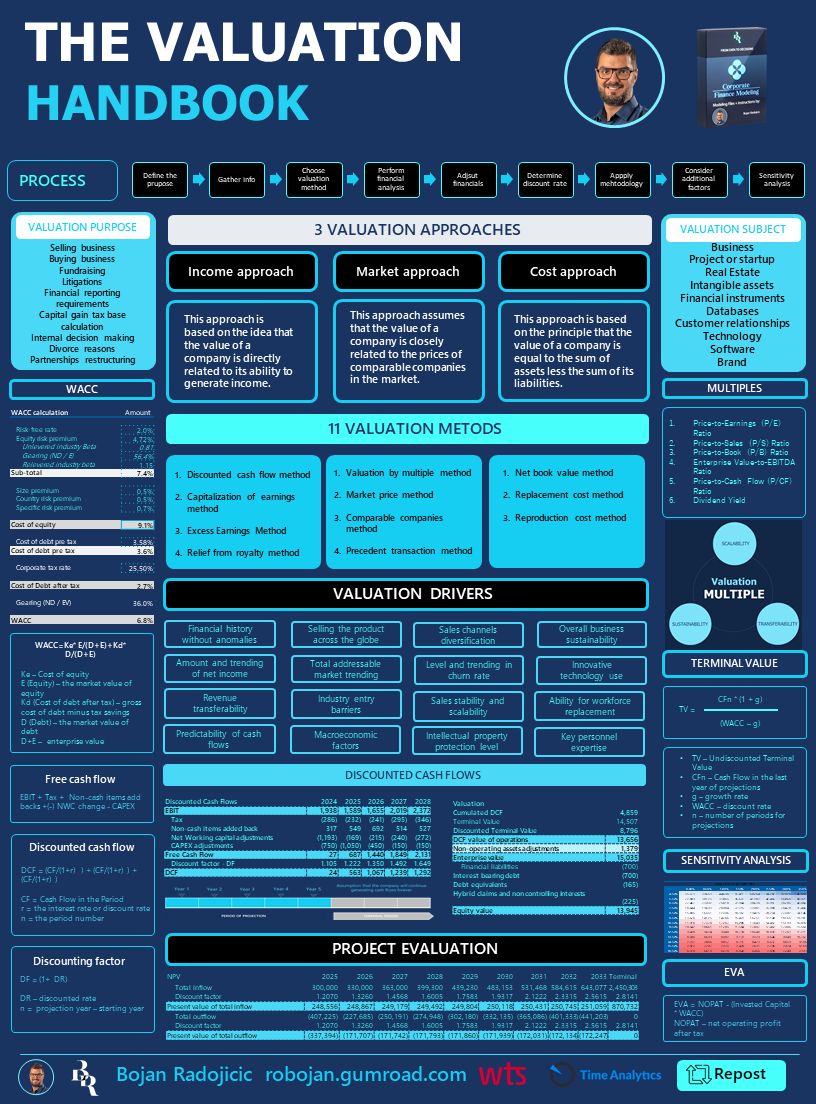 THE VALUATION
HANDBOOK
FROM DATA TO DECISIONS
Corporate
Finance Modeling
PROCESS
Define the
prupose
Gather info
Choose
valuation
method
Perform
financial
analysis
Adjsut
financials
Determine
discount rate
Appply
mehtodology
Consider
additional
factors
Sensitivity
analysis
VALUATION PURPOSE
Selling business
Buying business
Fundraising
Litigations
Financial reporting
requirements
Capital gain tax base
calculation
Internal decision making
Divorce reasons
Partnerships restructuring
3 VALUATION APPROACHES
Income approach
Market approach
Cost approach
This approach is
based on the idea that
the value of a
company is directly
related to its ability to
generate income.
This approach assumes
that the value of a
company is closely
related to the prices of
comparable companies
in the market.
This approach is based
on the principle that the
value of a company is
equal to the sum of
assets less the sum of its
liabilities.
VALUATION SUBJECT
Business
Project or startup
Real Estate
Intangible assets
Financial instruments
Databases
Customer relationships
Technology
Software
Brand
WACC
WACC calculation Amount
Risk-free rate 2.0%
Equity risk premium 4.72%
Unlevered industry Beta 0.81
Gearing (ND / E) 56.4%
Relevered industry beta 1.15
Sub-total 7.4%
Size premium 0.5%
Country risk premium 0.5%
Specific risk premium 0.7%
Cost of equity 9.1%
Cost of debt pre tax 3.58%
Cost of debt pre tax 3.6%
Corporate tax rate 25.50%
Cost of Debt after tax 2.7%
Gearing (ND / EV) 36.0%
WACC 6.8%
WACC=Ke* E/(D+E)+Kd*
D/(D+E)
Ke – Cost of equity
E (Equity) – the market value of
equity
Kd (Cost of debt after tax) – gross
cost of debt minus tax savings
D (Debt) – the market value of
debt
D+E – enterprise value
Free cash flow
EBIT + Tax + Non-cash items add
backs +(-) NWC change - CAPEX
Discounted cash flow
DCF = (CF/(1+r) ) + (CF/(1+r) ) +
(CF/(1+r) )
CF = Cash Flow in the Period
r = the interest rate or discount rate
n = the period number
Discounting factor
DF = (1+ DR)
DR – discounted rate
n = projection year – starting year
11 VALUATION METODS
1. Discounted cash flow method
2. Capitalization of earnings
method
3. Excess Earnings Method
4. Relief from royalty method
1. Valuation by multiple method
2. Market price method
3. Comparable companies
method
4. Precedent transaction method
1. Net book value method
2. Replacement cost method
3. Reproduction cost method
VALUATION DRIVERS
Financial history
without anomalies
Selling the product
across the globe
Sales channels
diversification
Overall business
sustainability
Amount and trending
of net income
Total addressable
market trending
Level and trending in
churn rate
Innovative
technology use
Revenue
transferability
Industry entry
barriers
Sales stability and
scalability
Ability for workforce
replacement
Predictability of cash
flows
Macroeconomic
factors
Intellectual property
protection level
Key personnel
expertise
DISCOUNTED CASH FLOWS
Discounted Cash Flows 2024 2025 2026 2027 2028
EBIT 1,938 1,599 1,655 2,019 2,372
Tax (286) (232) (241) (295) (346)
Non-cash items added back 317 549 692 514 527
Net Working capital adjustments (1,193) (169) (215) (240) (272)
CAPEX adjustments (750) (1,050) (450) (150) (150)
Free Cash Flow 27 687 1,440 1,849 2,131
Discount factor - DF 1.105 1.222 1.350 1.492 1.649
DCF 24 563 1,067 1,239 1,292
Year 1 Year 2 Year 3 Year 4 Year 5
Assumption that the company will continue
generating cash flows forever
PERIOD OF PROJECTION
TERMINAL PERIOD
Valuation
Cumulated DCF 4,859
Terminal Value 14,507
Discounted Terminal Value 8,796
DCF value of operations 13,656
Non-operating assets adjustments 1,379
Enterprise value 15,035
Financial liabilities (700)
Interest bearing debt (700)
Debt equivalents (165)
Hybrid claims and non controlling interests
(225)
Equity value 13,945
PROJECT EVALUATION
NPV 2025 2026 2027 2028 2029 2030 2031 2032 2033 Terminal
Total inflow 300,000 330,000 363,000 399,300 439,230 483,153 531,468 584,615 643,077 2,450,303
Discount factor 1.2070 1.3260 1.4568 1.6005 1.7583 1.9317 2.1222 2.3315 2.5615 2.8141
Present value of total inflow 248,556 248,867 249,179 249,492 249,804 250,118 250,431 250,745 251,059 870,732
Total outflow (407,225) (227,685) (250,191) (274,948) (302,180) (332,135) (365,086) (401,333) (441,203) 0
Discount factor 1.2070 1.3260 1.4568 1.6005 1.7583 1.9317 2.1222 2.3315 2.5615 2.8141
Present value of total inflow (337,394) (171,707) (171,742) (171,793) (171,860) (171,939) (172,031) (172,134) (172,247) 0
MULTIPLES
1. Price-to-Earnings (P/E)
Ratio
2. Price-to-Sales (P/S) Ratio
3. Price-to-Book (P/B) Ratio
4. Enterprise Value-to-EBITDA
Ratio
5. Price-to-Cash Flow (P/CF)
Ratio
6. Dividend Yield
SCALABILITY
Valuation
MULTIPLE
SUSTAINABILITY
TRANSFERABILITY
TERMINAL VALUE
CFn * (1 + g)
TV =
(WACC – g)
• TV – Undiscounted Terminal
Value
• CFn – Cash Flow in the last
year of projections
• g – growth rate
• WACC – discount rate
• n – number of periods for
projections
SENSITIVITY ANALYSIS
EVA
EVA = NOPAT - (Invested Capital
* WACC)
NOPAT – net operating profit
after tax
Bojan Radojicic robojan.gumroad.com
wts
Time Analytics
Repost